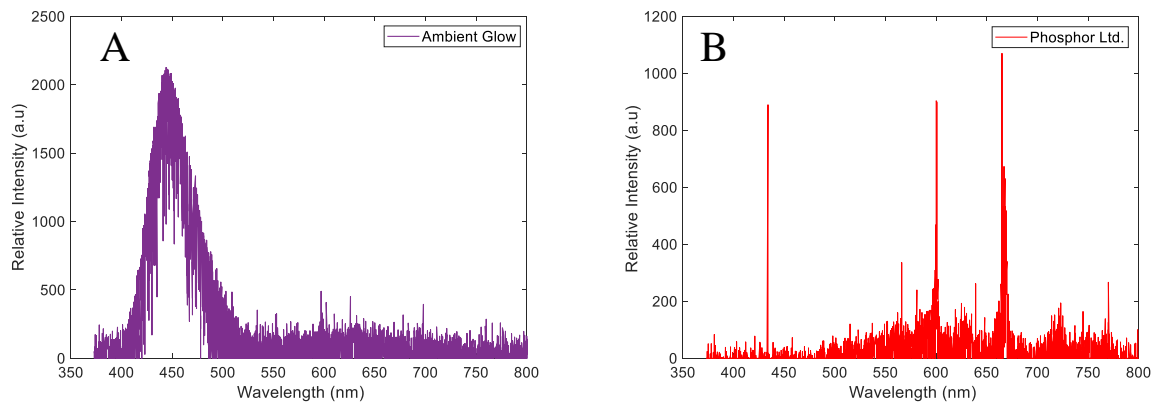 A
Ambient Glow
2500
2000
1500
1000
500
0
Relative Intensity (a.u)
350 400 450 500 550 600 650 700 750 800
Wavelength (nm)
B
Phosphor Ltd.
1200
1000
800
600
400
200
0
Relative Intensity (a.u)
350 400 450 500 550 600 650 700 750 800
Wavelength (nm)